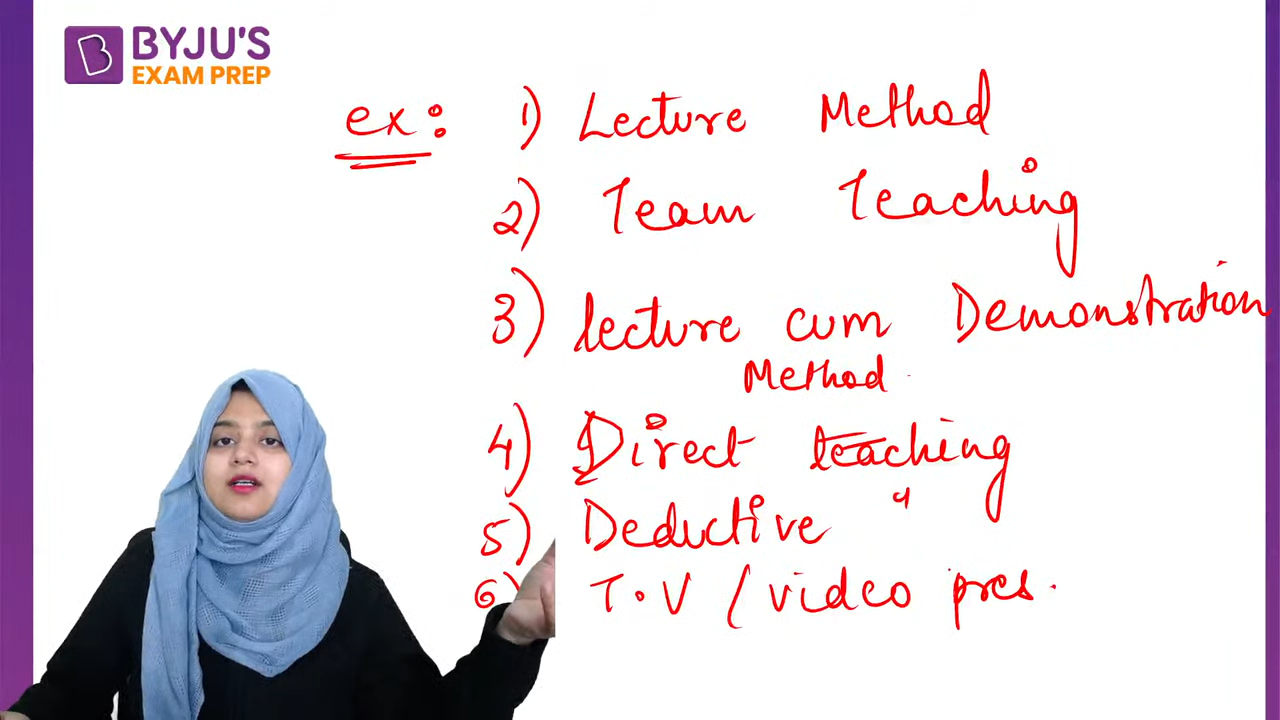 BYJU'S
EXAM PREP
ex: 1) Lecture Method
2) Team Teaching
3) lecture cum Demonstration
Method.
4) Direct teaching
5) Deductive "
6) T.V / video pres.